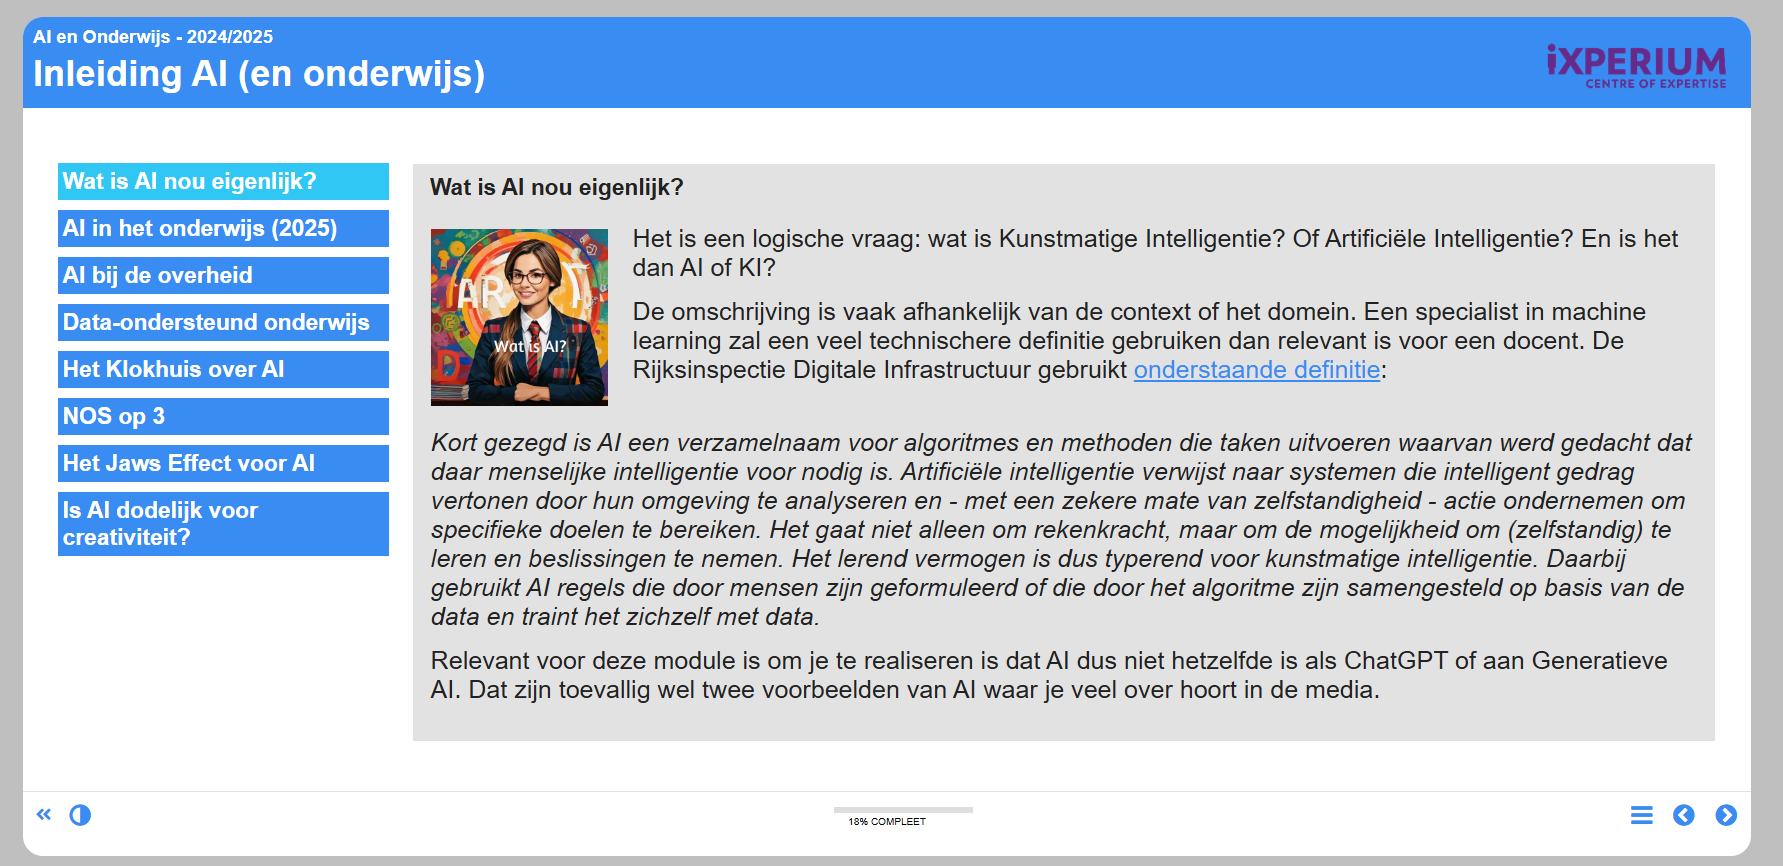 AI en Onderwijs - 2024/2025
Inleiding AI (en onderwijs)
iXPERIUM
CENTRE OF EXPERTISE
Wat is AI nou eigenlijk?
AI in het onderwijs (2025)
AI bij de overheid
Data-ondersteund onderwijs
Het Klokhuis over AI
NOS op 3
Het Jaws Effect voor AI
Is AI dodelijk voor
creativiteit?
Wat is AI nou eigenlijk?
AR T
D
Wat is AI?
Het is een logische vraag: wat is Kunstmatige Intelligentie? Of Artificiële Intelligentie? En is het
dan AI of KI?
De omschrijving is vaak afhankelijk van de context of het domein. Een specialist in machine
learning zal een veel technischere definitie gebruiken dan relevant is voor een docent. De
Rijksinspectie Digitale Infrastructuur gebruikt onderstaande definitie:
Kort gezegd is AI een verzamelnaam voor algoritmes en methoden die taken uitvoeren waarvan werd gedacht dat
daar menselijke intelligentie voor nodig is. Artificiële intelligentie verwijst naar systemen die intelligent gedrag
vertonen door hun omgeving te analyseren en - met een zekere mate van zelfstandigheid - actie ondernemen om
specifieke doelen te bereiken. Het gaat niet alleen om rekenkracht, maar om de mogelijkheid om (zelfstandig) te
leren en beslissingen te nemen. Het lerend vermogen is dus typerend voor kunstmatige intelligentie. Daarbij
gebruikt AI regels die door mensen zijn geformuleerd of die door het algoritme zijn samengesteld op basis van de
data en traint het zichzelf met data.
Relevant voor deze module is om je te realiseren is dat AI dus niet hetzelfde is als ChatGPT of aan Generatieve
AI. Dat zijn toevallig wel twee voorbeelden van AI waar je veel over hoort in de media.
18% COMPLEET